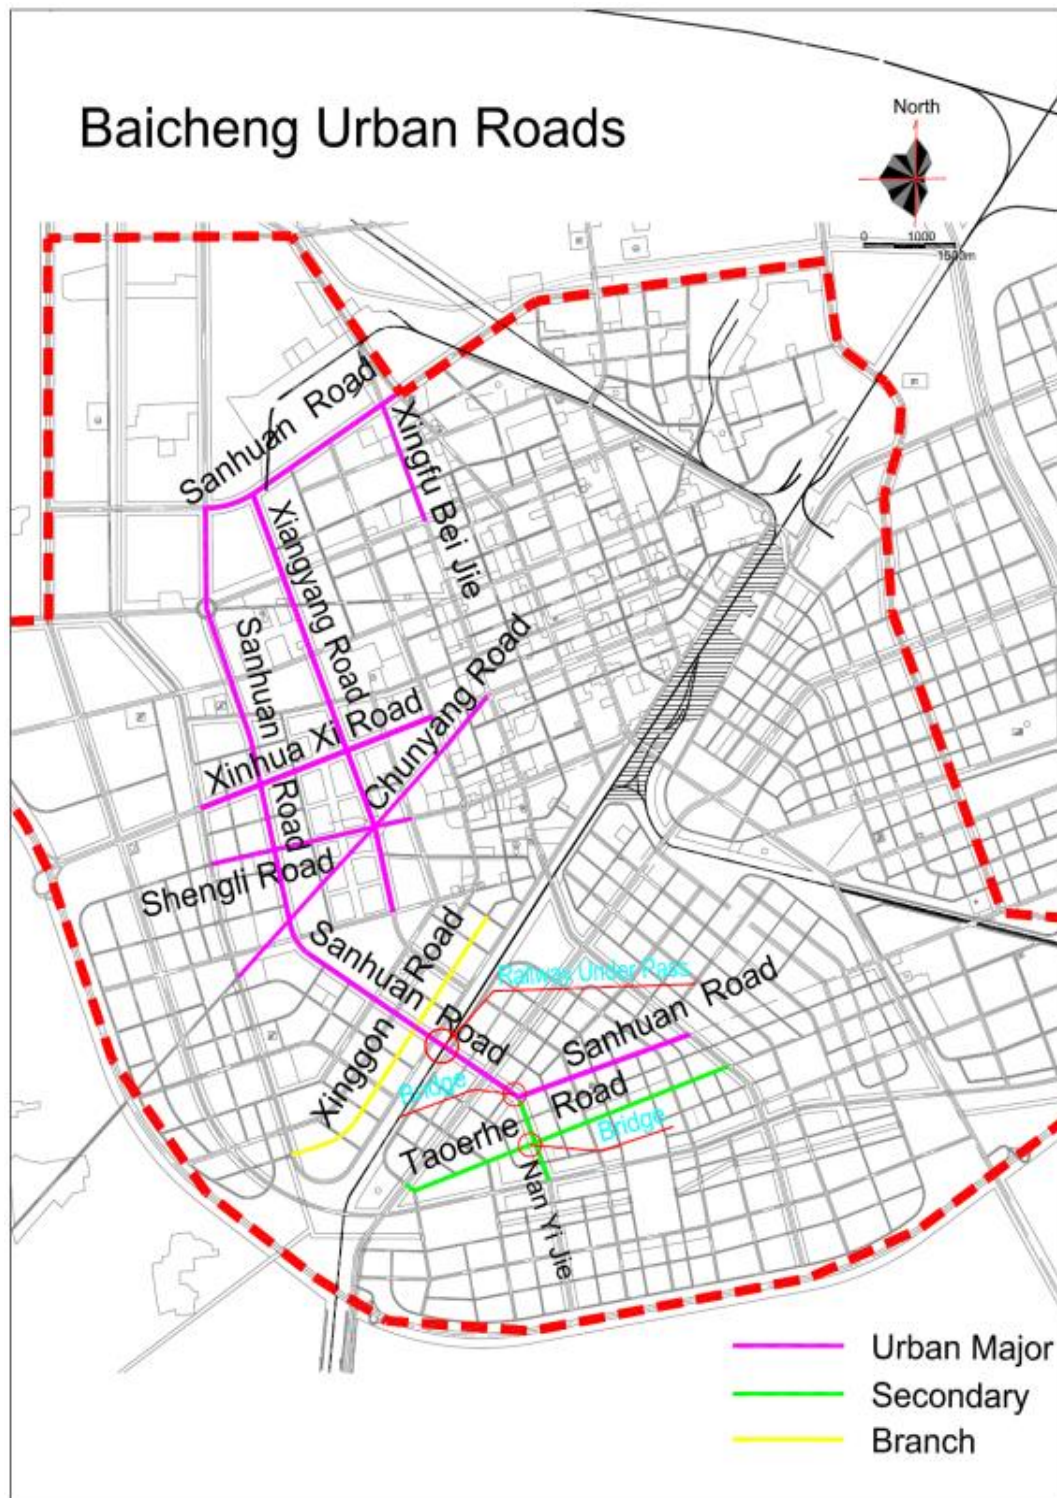 Baicheng Urban Roads
North
0 1000
1500m
Sanhuan Road
Xingfu Bei Jie
Xiangyang Road
Sanhuan Road
Xinhua Xi Road
Chunyang Road
Shengli Road
Sanhuan Road
Xinggon Road
Railway Under Pass
Sanhuan Road
Bridge
Taoerhe Road
Bridge
Nan Yi Jie
Urban Major
Secondary
Branch